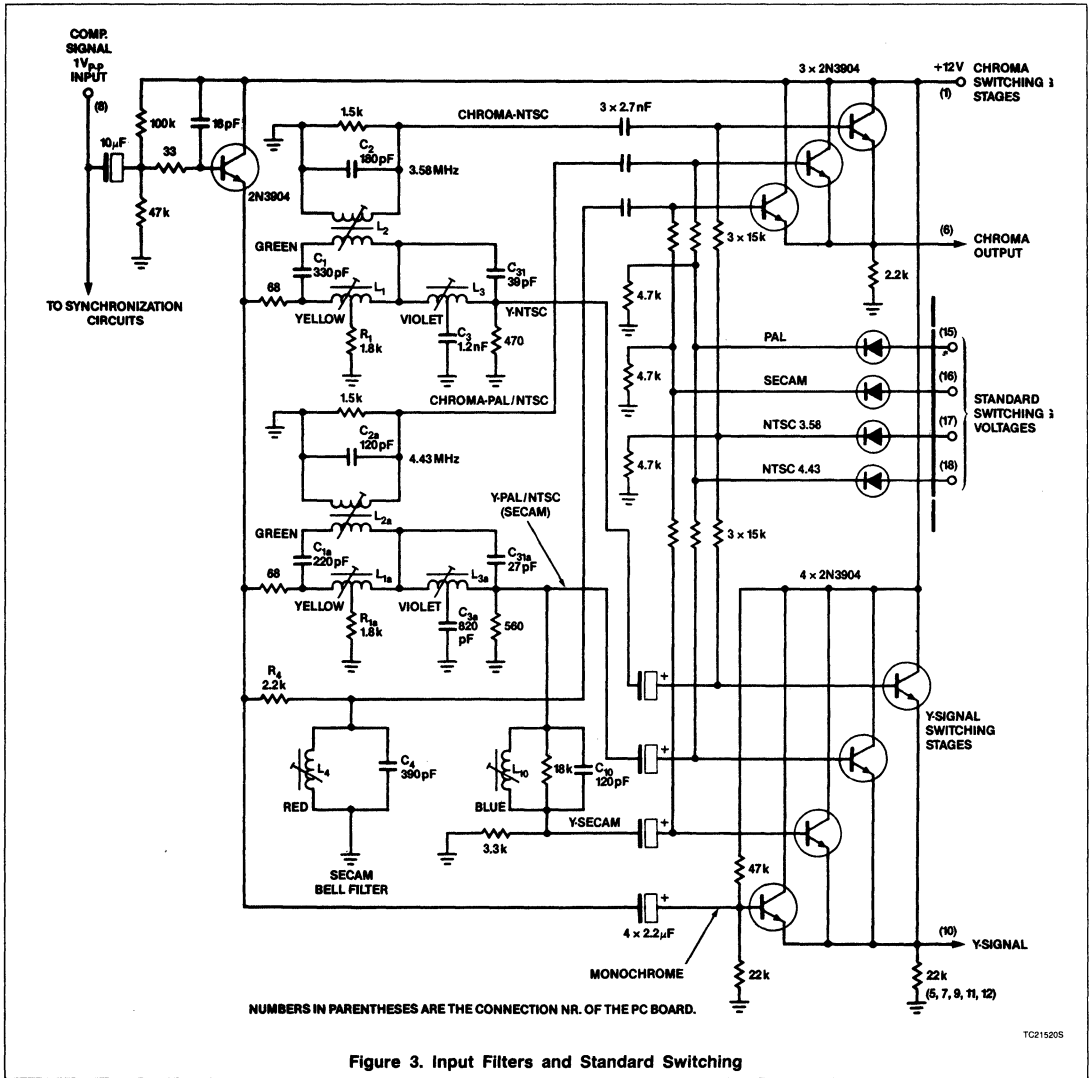 COMP.
SIGNAL
1Vp-p
INPUT
(8)
100k
18pF
10µF
33
2N3904
47k
TO SYNCHRONIZATION
CIRCUITS
1.5k
CHROMA-NTSC
3 × 2.7nF
3 × 2N3904
+12V
(1)
CHROMA
SWITCHING
STAGES
C2
180pF
3.58MHz
L2
GREEN
C1
330pF
C31
39pF
68
L1
L3
YELLOW
VIOLET
Y-NTSC
R1
1.8k
C3
1.2nF
470
3 × 15k
(6)
CHROMA
OUTPUT
2.2k
4.7k
PAL
(15)
4.7k
SECAM
(16)
NTSC 3.58
(17)
4.7k
NTSC 4.43
(18)
STANDARD
SWITCHING
VOLTAGES
1.5k
CHROMA-PAL/NTSC
C2a
120pF
4.43MHz
Y-PAL/NTSC
(SECAM)
L2a
GREEN
C1a
220pF
C31a
27pF
3 × 15k
68
L1a
L3a
YELLOW
VIOLET
R1a
1.8k
C3a
820
pF
560
4 × 2N3904
R4
2.2k
Y-SIGNAL
SWITCHING
STAGES
L4
C4
390pF
RED
L10
18k
C10
120pF
BLUE
Y-SECAM
3.3k
SECAM
BELL FILTER
47k
4 × 2.2µF
MONOCHROME
22k
(10)
Y-SIGNAL
22k
(5, 7, 9, 11, 12)
NUMBERS IN PARENTHESES ARE THE CONNECTION NR. OF THE PC BOARD.
TC21520S
Figure 3. Input Filters and Standard Switching